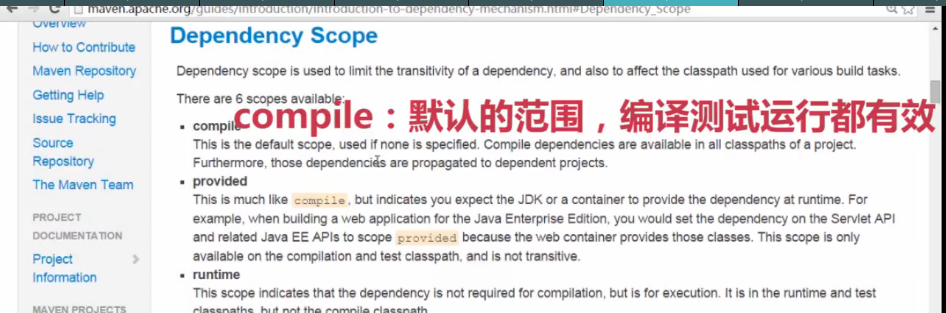 maven.apache.org/guides/introduction/introduction-to-dependency-mechanism.html#Dependency_Scope
Overview
How to Contribute
Maven Repository
Getting Help
Issue Tracking
Source
Repository
The Maven Team
PROJECT
DOCUMENTATION
Project
Information
MAVEN PROJECTS
Dependency Scope
Dependency scope is used to limit the transitivity of a dependency, and also to affect the classpath used for various build tasks.
There are 6 scopes available:
compile:默认的范围,编译测试运行都有效
compile
This is the default scope, used if none is specified. Compile dependencies are available in all classpaths of a project.
Furthermore, those dependencies are propagated to dependent projects.
provided
This is much like compile, but indicates you expect the JDK or a container to provide the dependency at runtime. For
example, when building a web application for the Java Enterprise Edition, you would set the dependency on the Servlet API
and related Java EE APIs to scope provided because the web container provides those classes. This scope is only
available on the compilation and test classpath, and is not transitive.
runtime
This scope indicates that the dependency is not required for compilation, but is for execution. It is in the runtime and test
classpaths, but not the compile classpath.